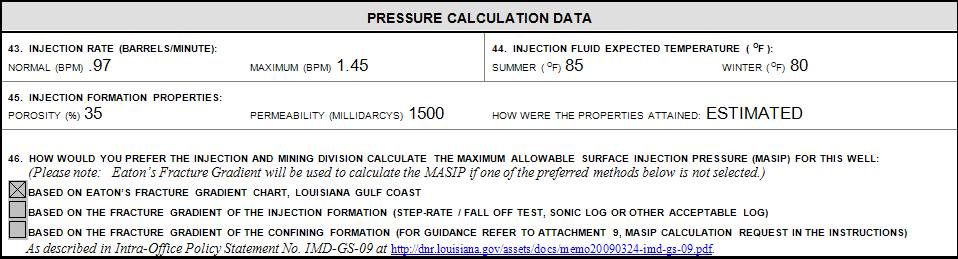 PRESSURE CALCULATION DATA
43. INJECTION RATE (BARRELS/MINUTE):
NORMAL (BPM) .97 MAXIMUM (BPM) 1.45
44. INJECTION FLUID EXPECTED TEMPERATURE (°F):
SUMMER (°F) 85 WINTER (°F) 80
45. INJECTION FORMATION PROPERTIES:
POROSITY (%) 35 PERMEABILITY (MILLIDARCYS) 1500 HOW WERE THE PROPERTIES ATTAINED: ESTIMATED
46. HOW WOULD YOU PREFER THE INJECTION AND MINING DIVISION CALCULATE THE MAXIMUM ALLOWABLE SURFACE INJECTION PRESSURE (MASIP) FOR THIS WELL:
(Please note: Eaton's Fracture Gradient will be used to calculate the MASIP if one of the preferred methods below is not selected.)
BASED ON EATON'S FRACTURE GRADIENT CHART, LOUISIANA GULF COAST
BASED ON THE FRACTURE GRADIENT OF THE INJECTION FORMATION (STEP-RATE / FALL OFF TEST, SONIC LOG OR OTHER ACCEPTABLE LOG)
BASED ON THE FRACTURE GRADIENT OF THE CONFINING FORMATION (FOR GUIDANCE REFER TO ATTACHMENT 9, MASIP CALCULATION REQUEST IN THE INSTRUCTIONS)
As described in Intra-Office Policy Statement No. IMD-GS-09 at http://dnr.louisiana.gov/assets/docs/memo20090324-imd-gs-09.pdf.